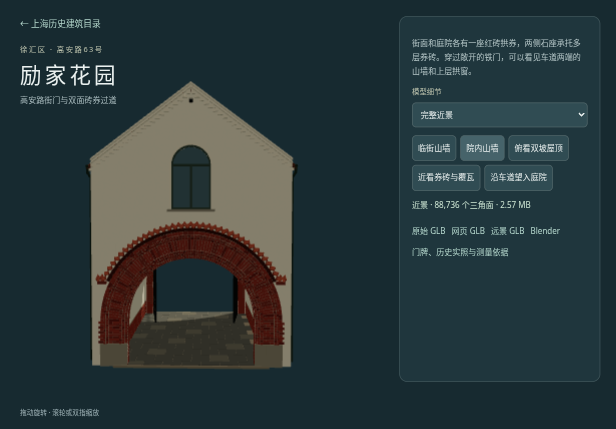 ← 上海历史建筑目录
徐汇区 · 高安路63号
励家花园
高安路街门与双面砖券过道
街面和庭院各有一座红砖拱券，两侧石座承托多
层券砖。穿过敞开的铁门，可以看见车道两端的
山墙和上层拱窗。
模型细节
完整近景
临街山墙
院内山墙
俯看双坡屋顶
近看券砖与覆瓦
沿车道望入庭院
近景 · 88,736 个三角面 · 2.57 MB
原始 GLB 网页 GLB 远景 GLB Blender
门牌、历史实照与测量依据
拖动旋转 · 滚轮或双指缩放